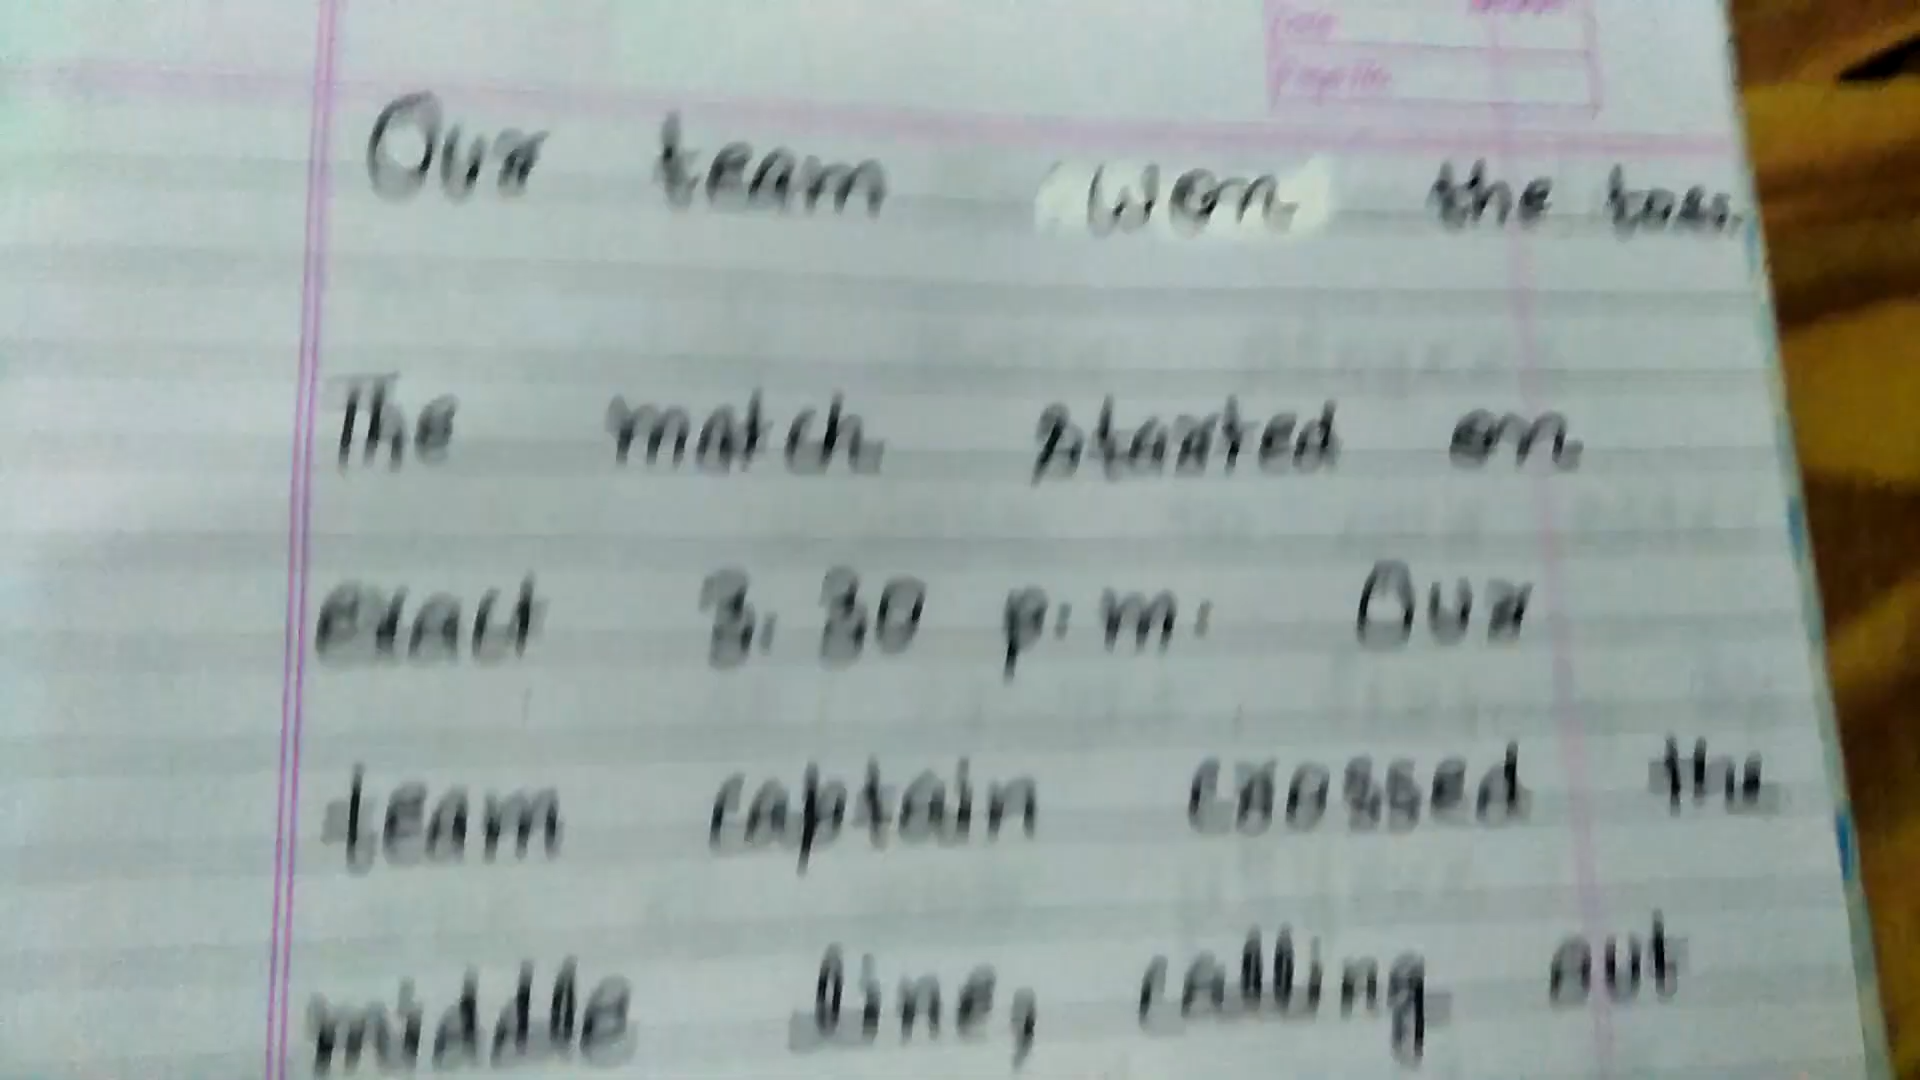 Our team won the toss.
The match started on
exact 3.30 p.m. Our
team captain crossed the
middle line, calling out